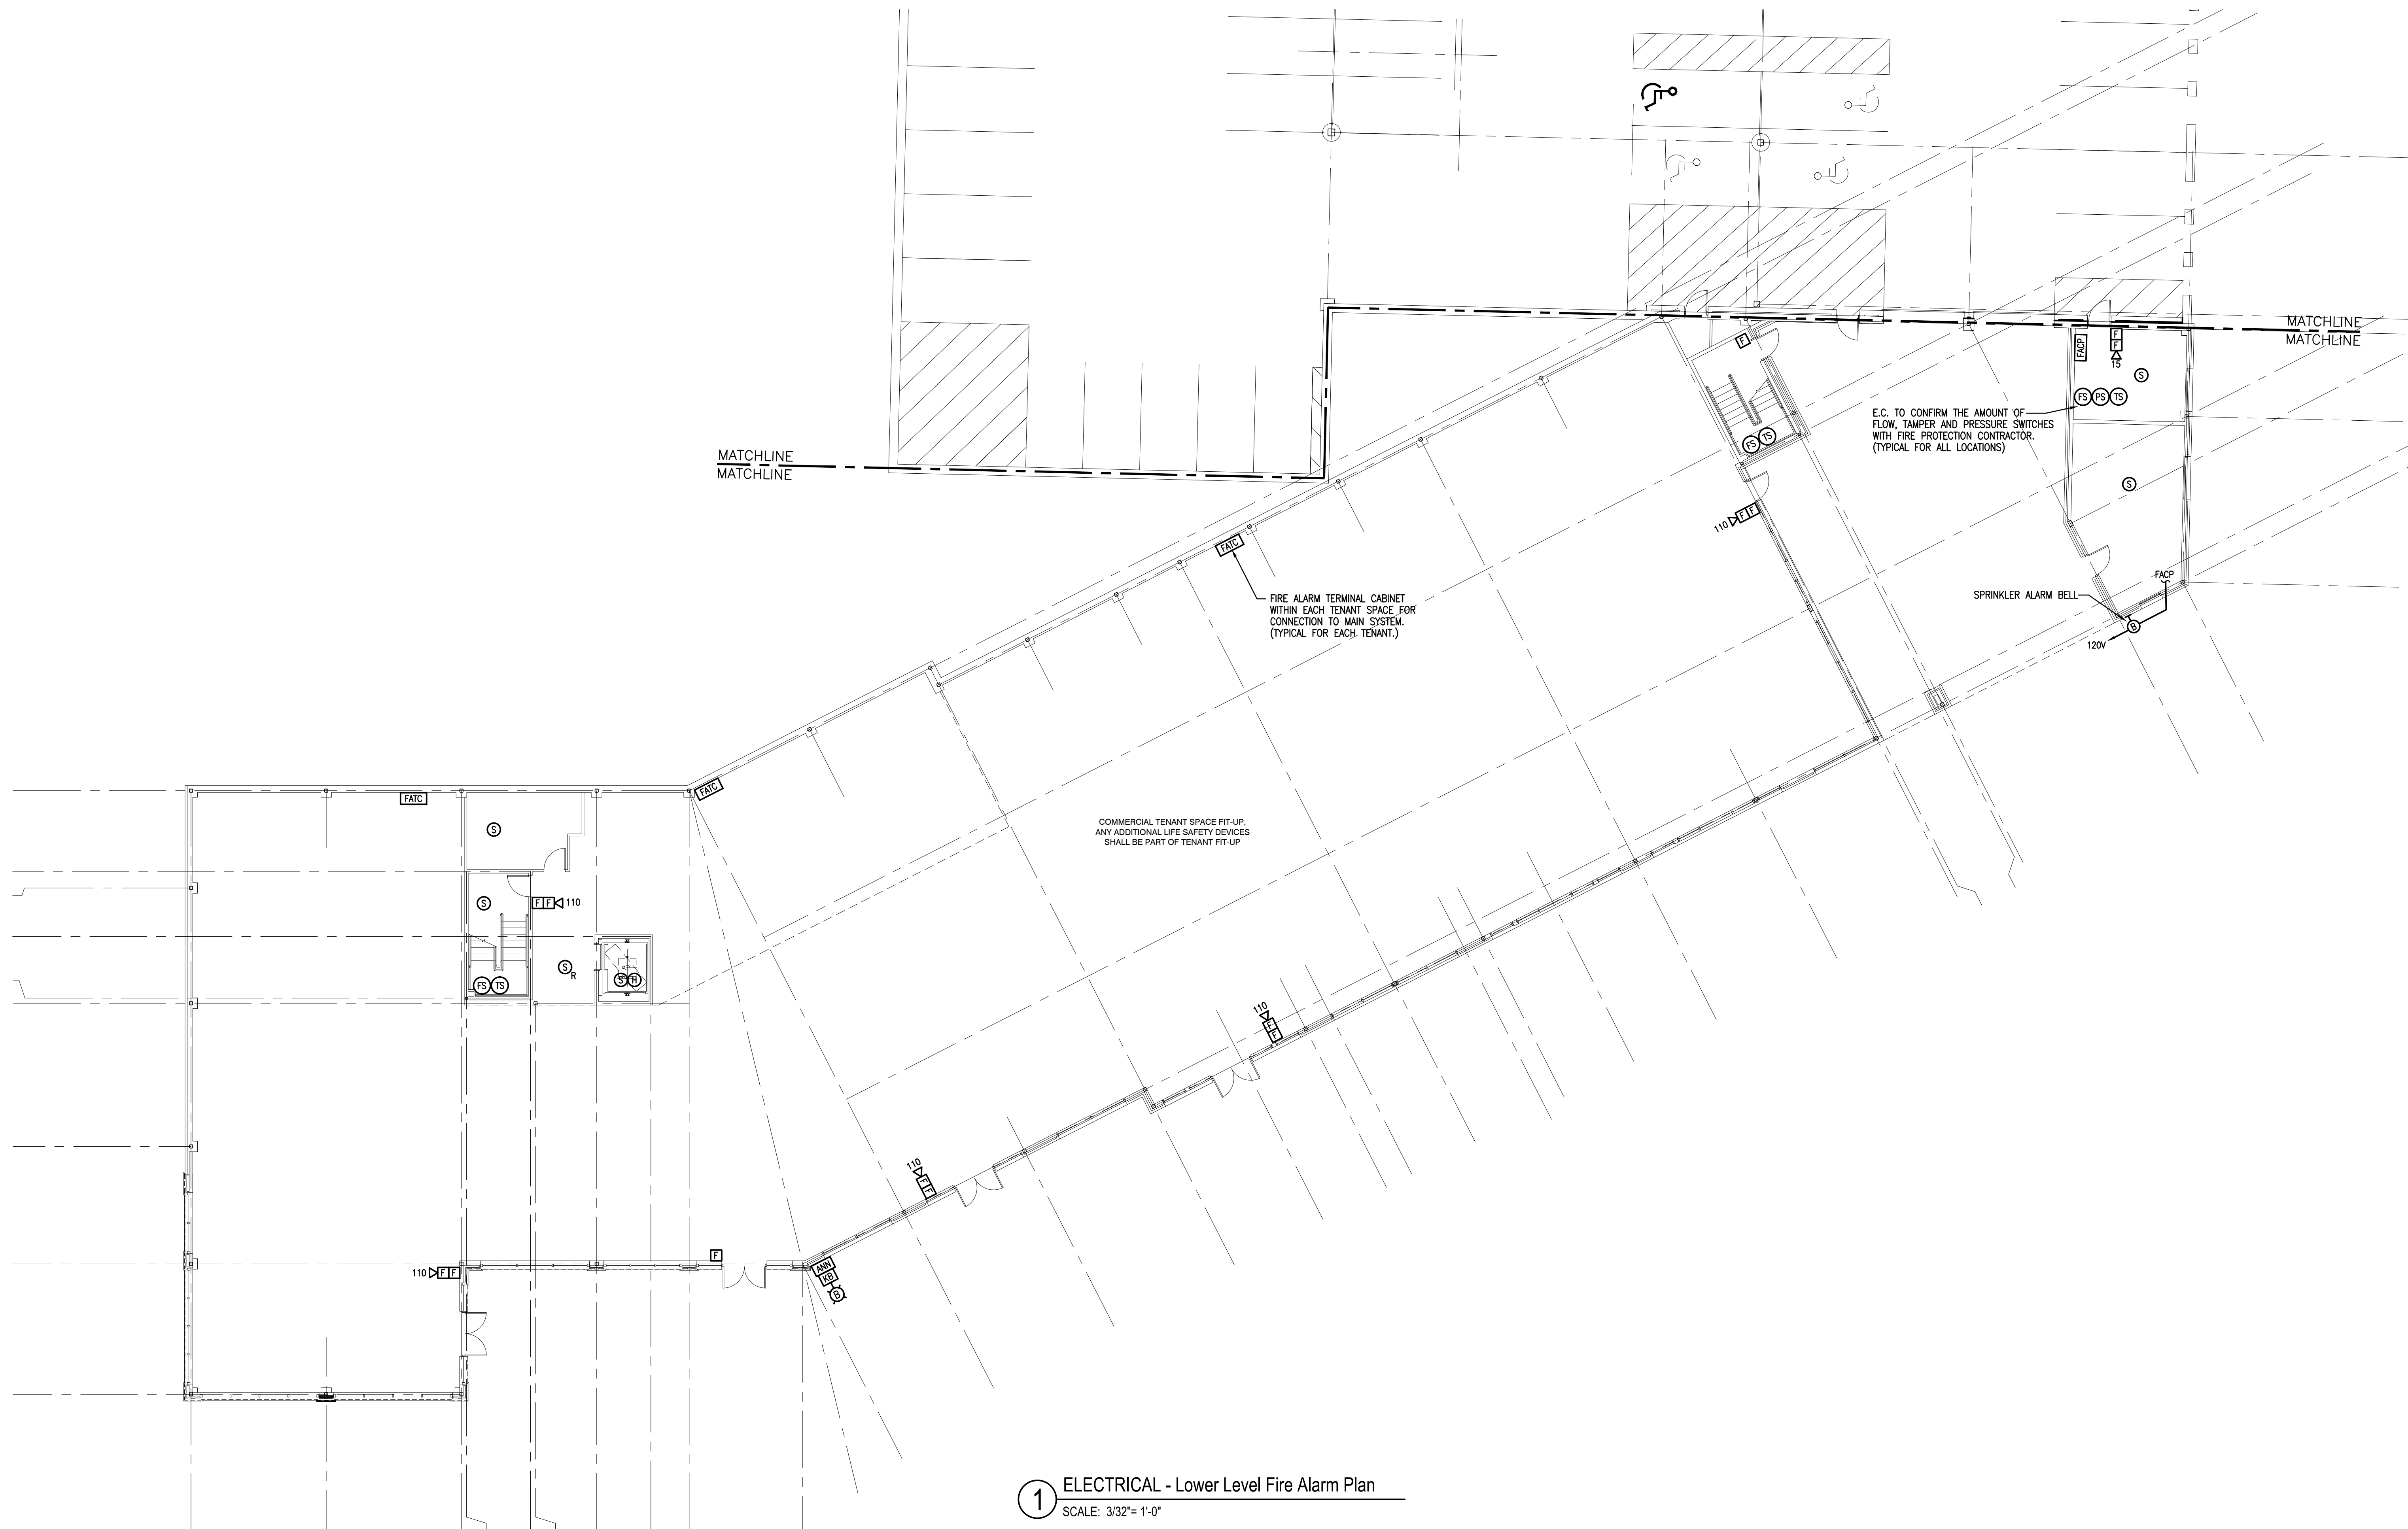 MATCHLINE
MATCHLINE
F
FACP
F
F
15
S
FS PS TS
E.C. TO CONFIRM THE AMOUNT OF
FLOW, TAMPER AND PRESSURE SWITCHES
WITH FIRE PROTECTION CONTRACTOR.
(TYPICAL FOR ALL LOCATIONS)
FS TS
MATCHLINE
MATCHLINE
S
110 F F
FATC
FIRE ALARM TERMINAL CABINET
WITHIN EACH TENANT SPACE FOR
CONNECTION TO MAIN SYSTEM.
(TYPICAL FOR EACH TENANT.)
FACP
SPRINKLER ALARM BELL
B
120V
FATC
FATC
S
COMMERCIAL TENANT SPACE FIT-UP,
ANY ADDITIONAL LIFE SAFETY DEVICES
SHALL BE PART OF TENANT FIT-UP
S
F F 110
S
R
S H
FS TS
110
F
F
110
F
F
F
110 F F
ANN
KB
B
1
ELECTRICAL - Lower Level Fire Alarm Plan
SCALE: 3/32"= 1'-0"